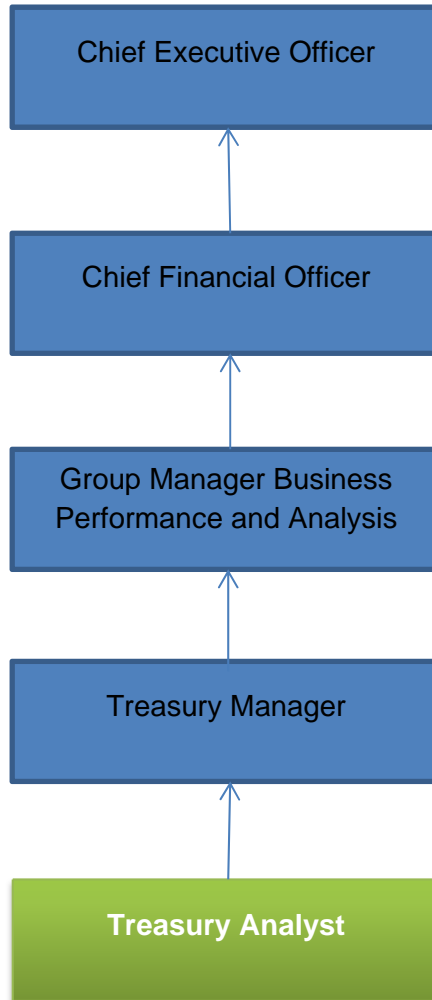 Chief Executive Officer
Chief Financial Officer
Group Manager Business
Performance and Analysis
Treasury Manager
Treasury Analyst